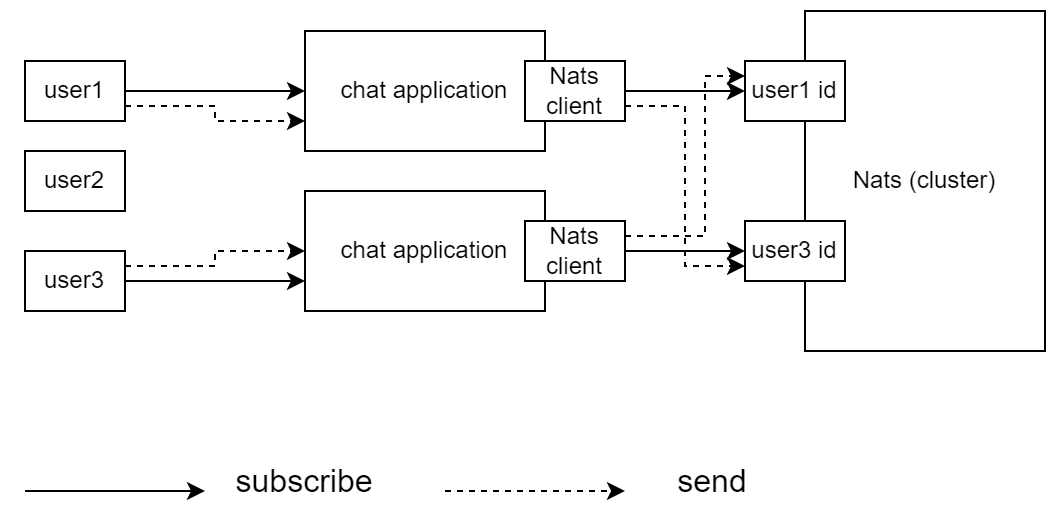 user1
chat application
Nats
client
user1 id
user2
Nats (cluster)
user3
chat application
Nats
client
user3 id
subscribe
send